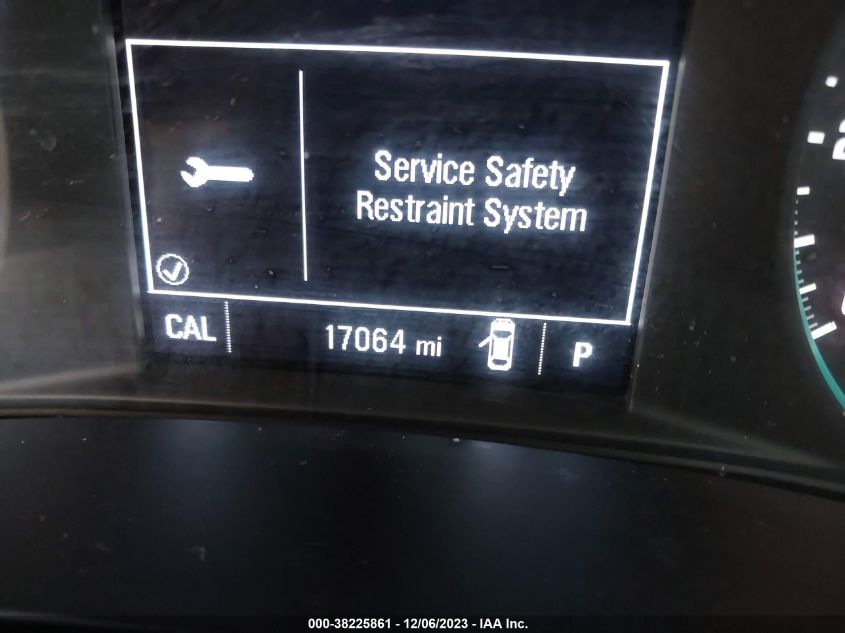 Service Safety
Restraint System
CAL 17064 mi P
000-38225861 - 12/06/2023 - IAA Inc.